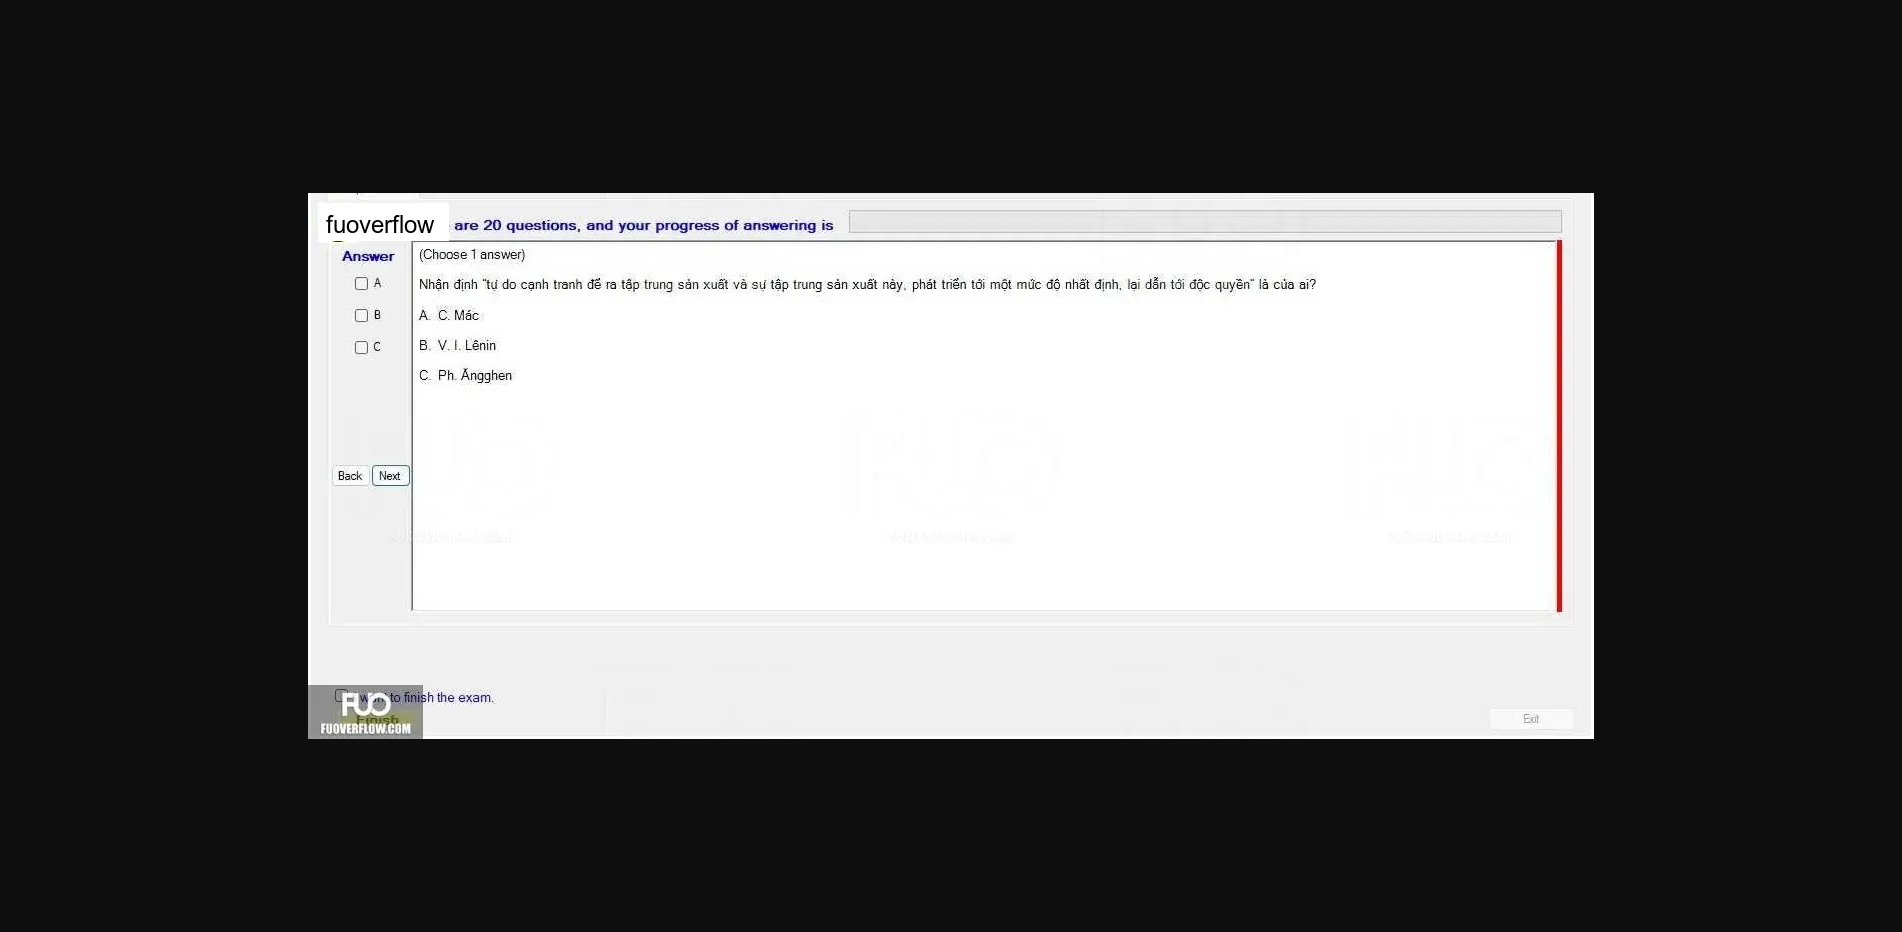 fuoverflow are 20 questions, and your progress of answering is
Answer
(Choose 1 answer)
A
Nhận định "tự do cạnh tranh đẻ ra tập trung sản xuất và sự tập trung sản xuất này, phát triển tới một mức độ nhất định, lại dẫn tới độc quyền" là của ai?
B
A. C. Mác
C
B. V. I. Lênin
C. Ph. Ăngghen
Back Next
want to finish the exam.
FUO
Finish
FUOVERFLOW.COM
Exit